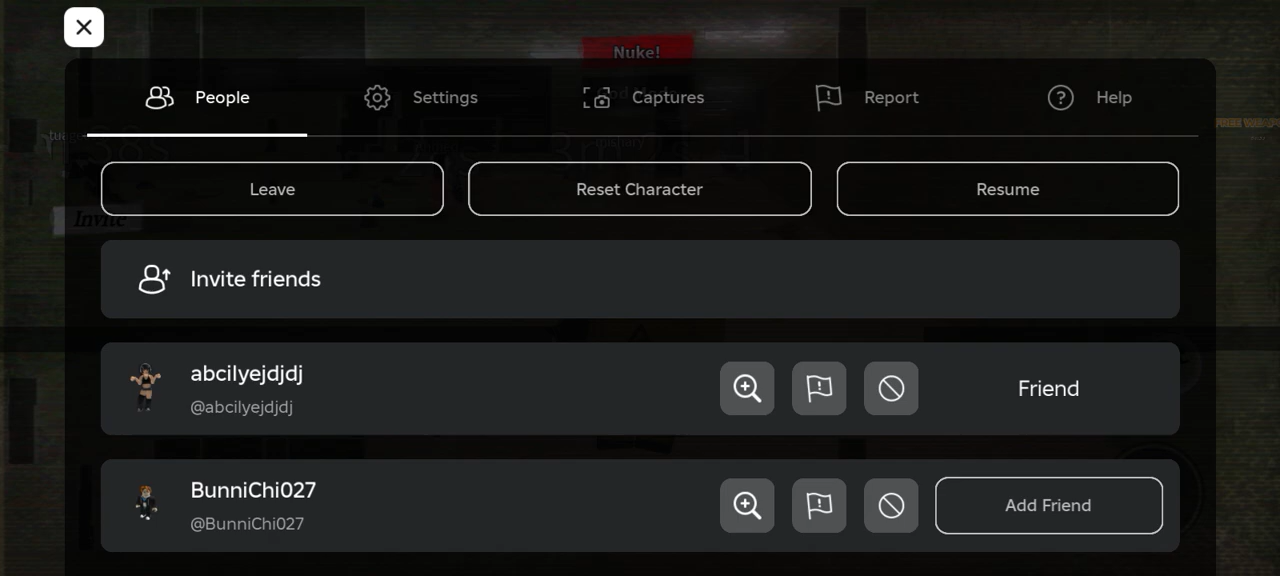 Nuke!
People
Settings
Captures
Report
Help
Leave
Reset Character
Resume
Invite
Invite friends
abcilyejdjdj
@abcilyejdjdj
Friend
BunniChi027
@BunniChi027
Add Friend